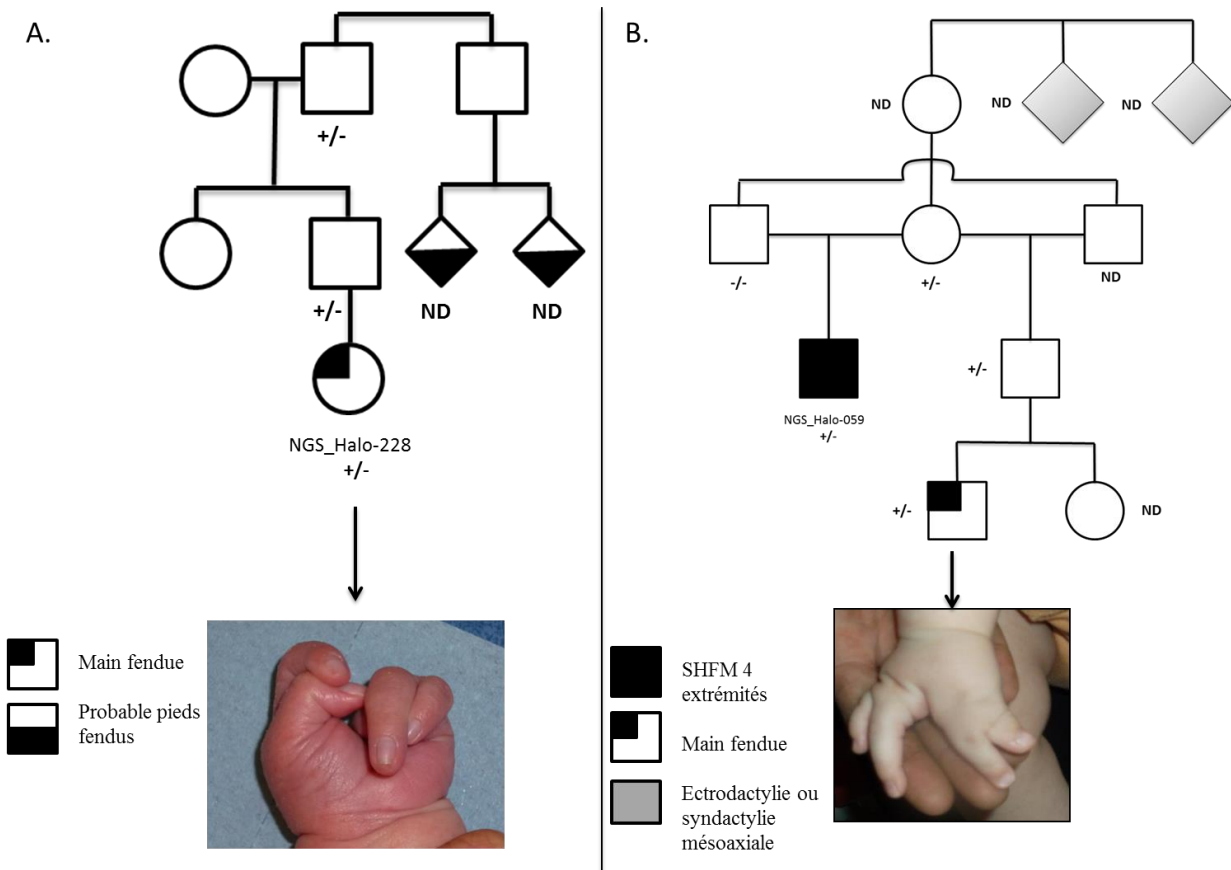 A.
+/-
+/-
ND
ND
NGS_Halo-228
+/-
Main fendue
Probable pieds
fendus
B.
ND
ND
ND
-/-
+/-
ND
+/-
NGS_Halo-059
+/-
+/-
ND
SHFM 4
extrémités
Main fendue
Ectrodactylie ou
syndactylie
mésoaxiale